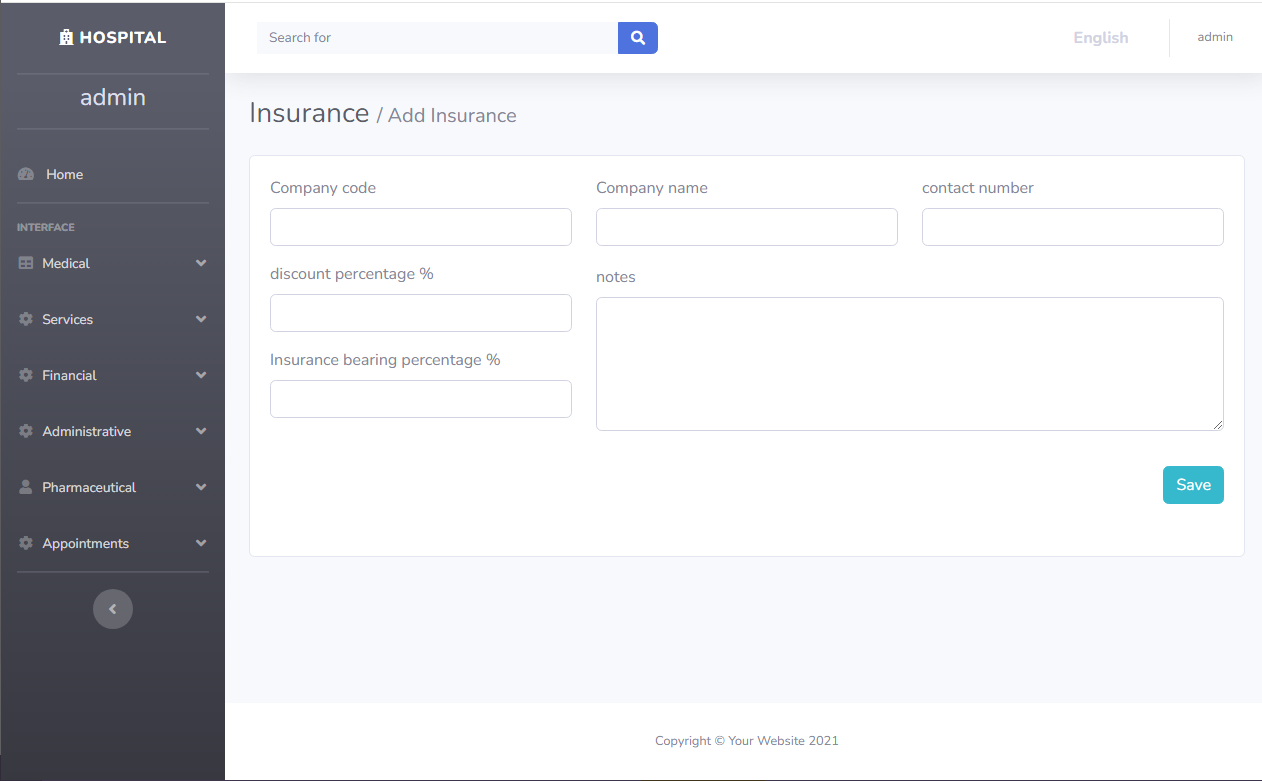 HOSPITAL
admin
Home
INTERFACE
Medical
Services
Financial
Administrative
Pharmaceutical
Appointments
Search for
English
admin
Insurance / Add Insurance
Company code
Company name
contact number
discount percentage %
notes
Insurance bearing percentage %
Save
Copyright © Your Website 2021